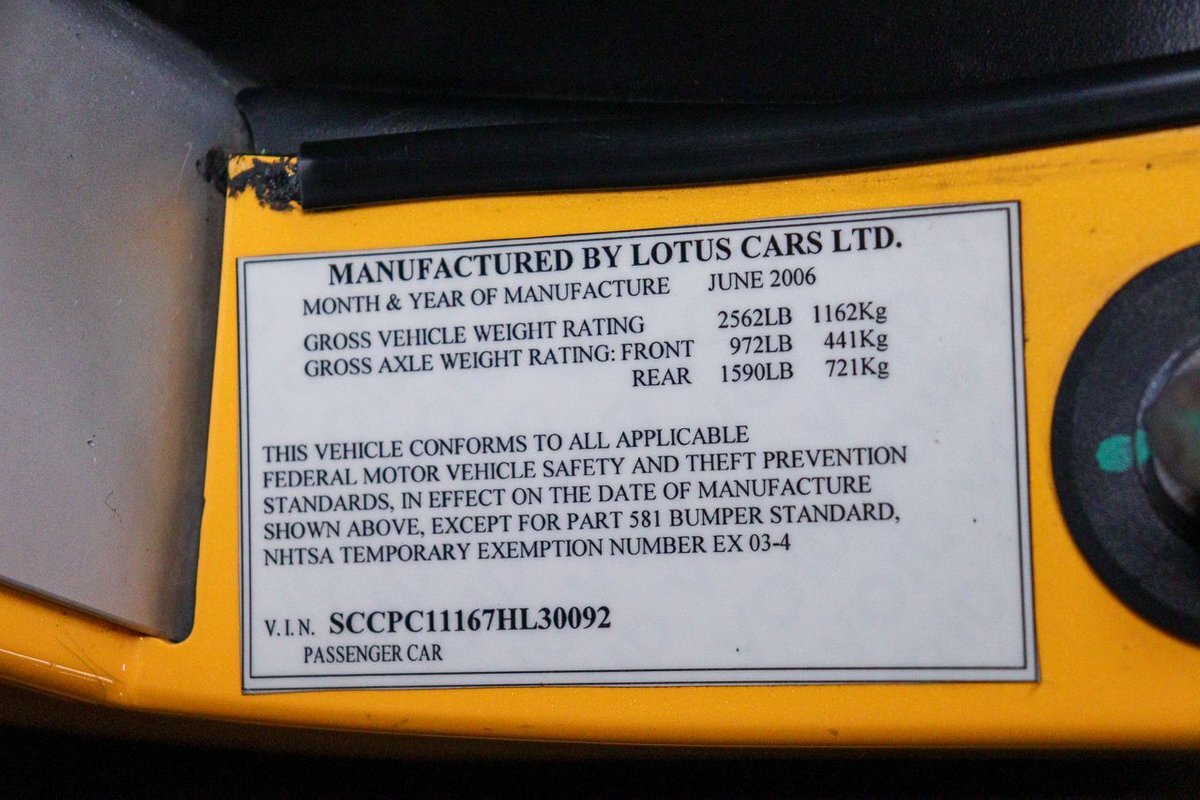 MANUFACTURED BY LOTUS CARS LTD.
MONTH & YEAR OF MANUFACTURE JUNE 2006
GROSS VEHICLE WEIGHT RATING 2562LB 1162Kg
GROSS AXLE WEIGHT RATING: FRONT 972LB 441Kg
REAR 1590LB 721Kg
THIS VEHICLE CONFORMS TO ALL APPLICABLE
FEDERAL MOTOR VEHICLE SAFETY AND THEFT PREVENTION
STANDARDS, IN EFFECT ON THE DATE OF MANUFACTURE
SHOWN ABOVE, EXCEPT FOR PART 581 BUMPER STANDARD,
NHTSA TEMPORARY EXEMPTION NUMBER EX 03-4
V.I.N. SCCPC11167HL30092
PASSENGER CAR